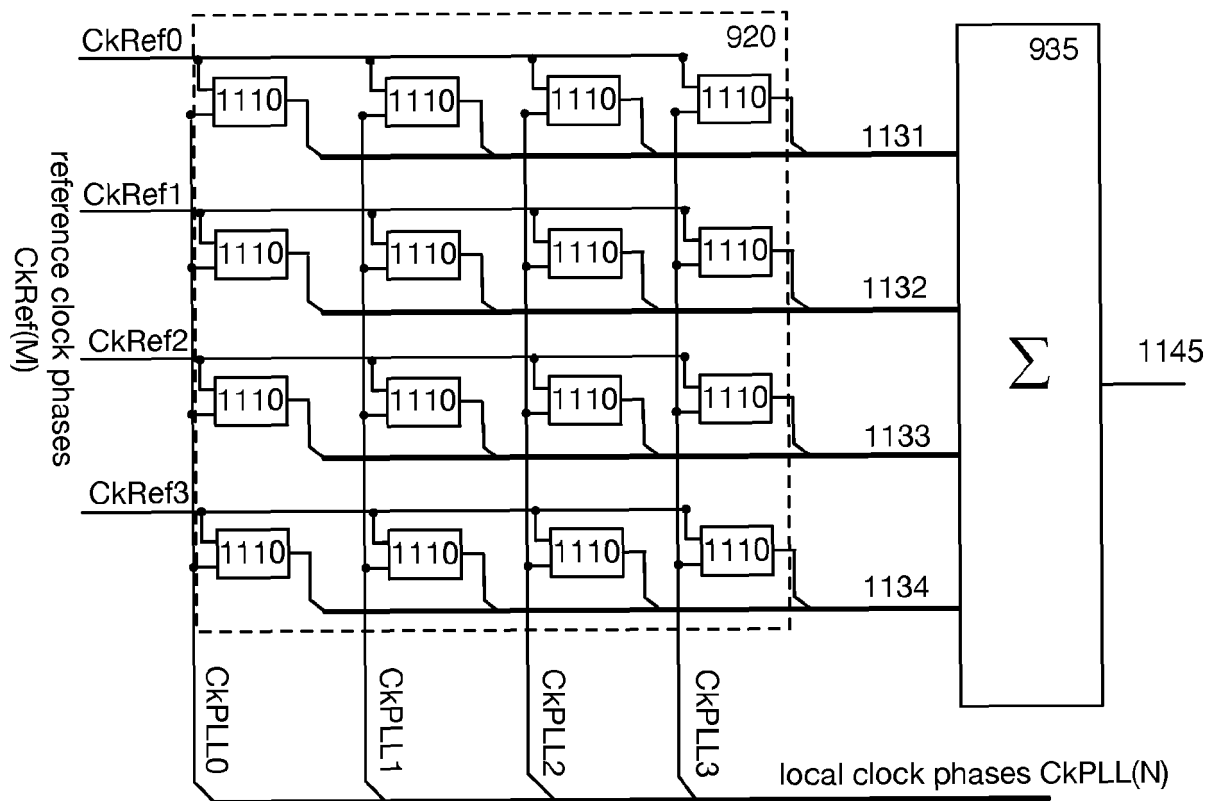 920
935
CkRef0
1110 1110 1110 1110
1131
reference clock phases
CkRef(M)
CkRef1
1110 1110 1110 1110
1132
CkRef2
1110 1110 1110 1110
1133
Σ
1145
CkRef3
1110 1110 1110 1110
1134
CkPLL0
CkPLL1
CkPLL2
CkPLL3
local clock phases CkPLL(N)